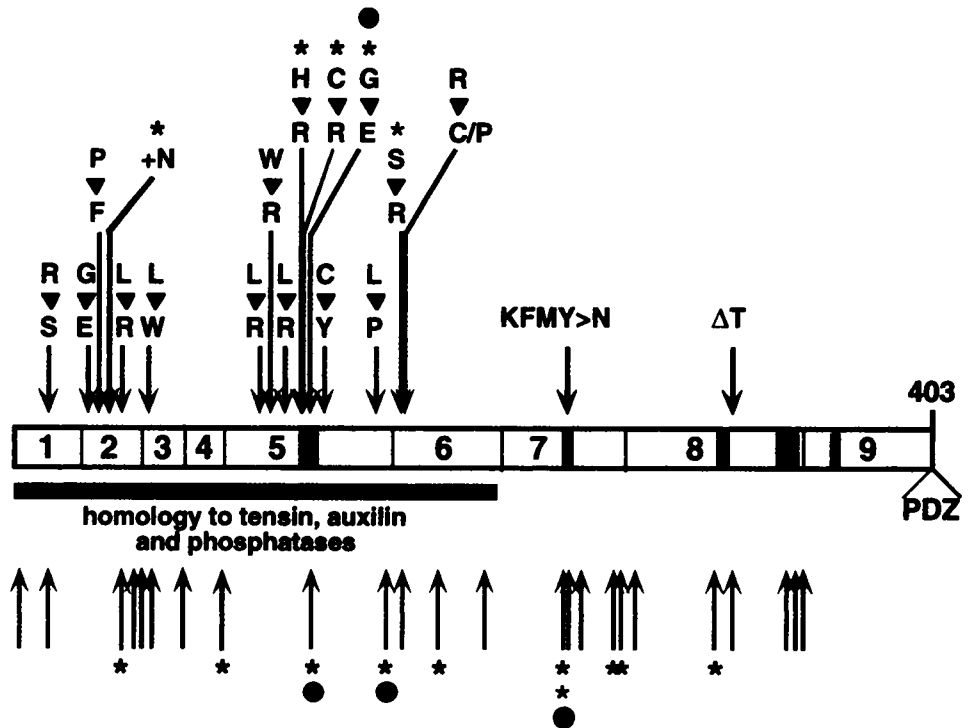 * * *
H C G R
R R E * C/P
* W S
P +N
F R R
R G L L L L C L
S E R W R R Y P
KFMY>N ΔT
403
1 2 3 4 5 6 7 8 9
PDZ
homology to tensin, auxilin
and phosphatases
* * * * * * * *
*